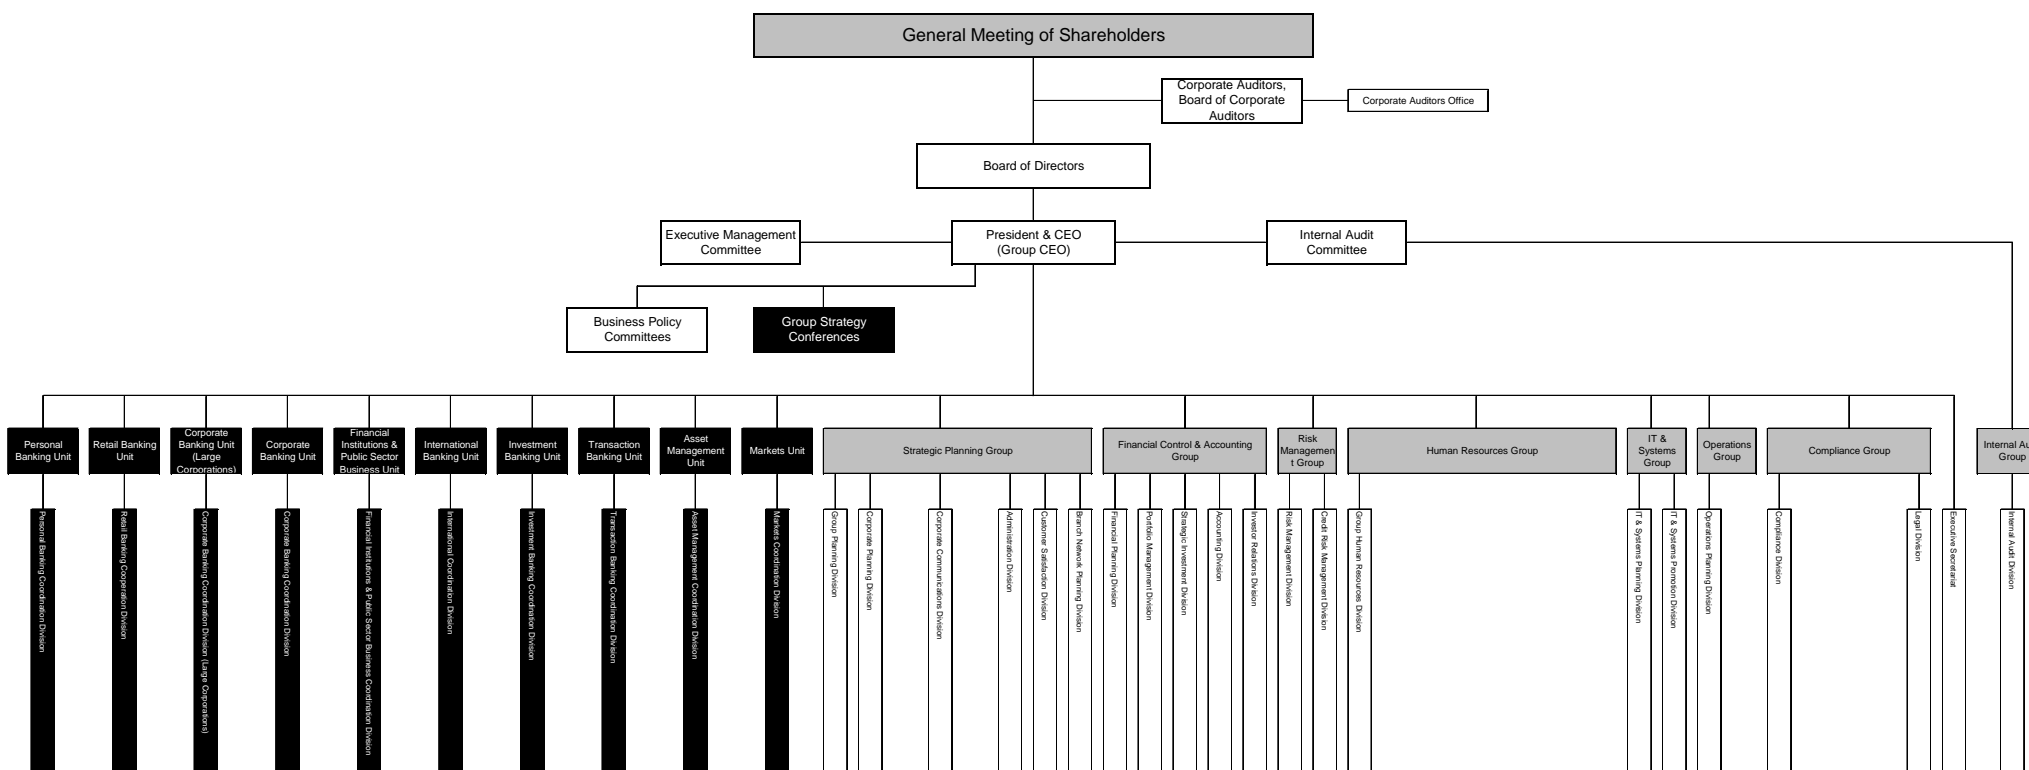 General Meeting of Shareholders
Corporate Auditors,
Board of Corporate
Auditors
Corporate Auditors Office
Board of Directors
Executive Management
Committee
President & CEO
(Group CEO)
Internal Audit
Committee
Business Policy
Committees
Group Strategy
Conferences
Personal
Banking Unit
Retail Banking
Unit
Corporate
Banking Unit
(Large
Corporations)
Corporate
Banking Unit
Financial
Institutions &
Public Sector
Business Unit
International
Banking Unit
Investment
Banking Unit
Transaction
Banking Unit
Asset
Management
Unit
Markets Unit
Strategic Planning Group
Financial Control & Accounting
Group
Risk
Managemen
t Group
Human Resources Group
IT &
Systems
Group
Operations
Group
Compliance Group
Internal Au
Group
Personal Banking Coordination Division
Retail Banking Cooperation Division
Corporate Banking Coordination Division (Large Corporations)
Corporate Banking Coordination Division
Financial Institutions & Public Sector Business Coordination Division
International Coordination Division
Investment Banking Coordination Division
Transaction Banking Coordination Division
Asset Management Coordination Division
Markets Coordination Division
Group Planning Division
Corporate Planning Division
Corporate Communications Division
Administration Division
Customer Satisfaction Division
Branch Network Planning Division
Financial Planning Division
Portfolio Management Division
Strategic Investment Division
Accounting Division
Investor Relations Division
Risk Management Division
Credit Risk Management Division
Group Human Resources Division
IT & Systems Planning Division
IT & Systems Promotion Division
Operations Planning Division
Compliance Division
Legal Division
Executive Secretariat
Internal Audit Division